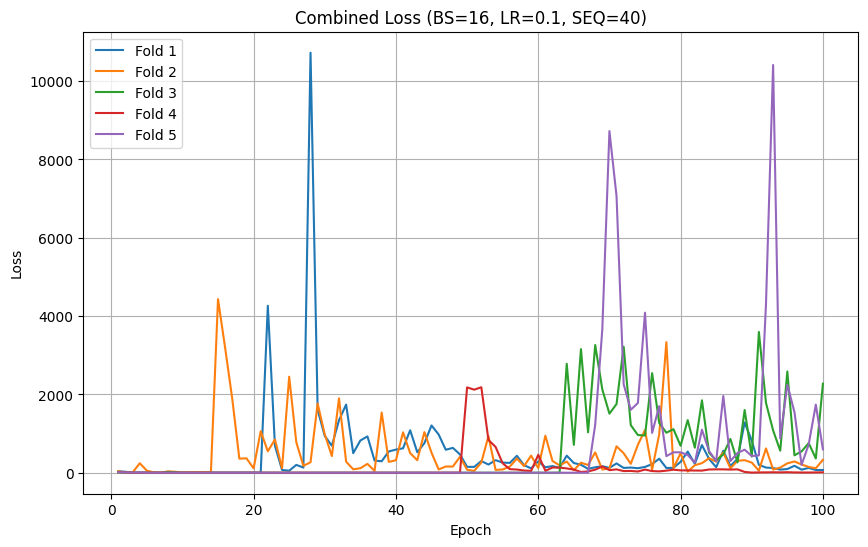 Combined Loss (BS=16, LR=0.1, SEQ=40)
Fold 1
Fold 2
Fold 3
Fold 4
Fold 5
10000
8000
6000
4000
2000
0
Loss
0 20 40 60 80 100
Epoch